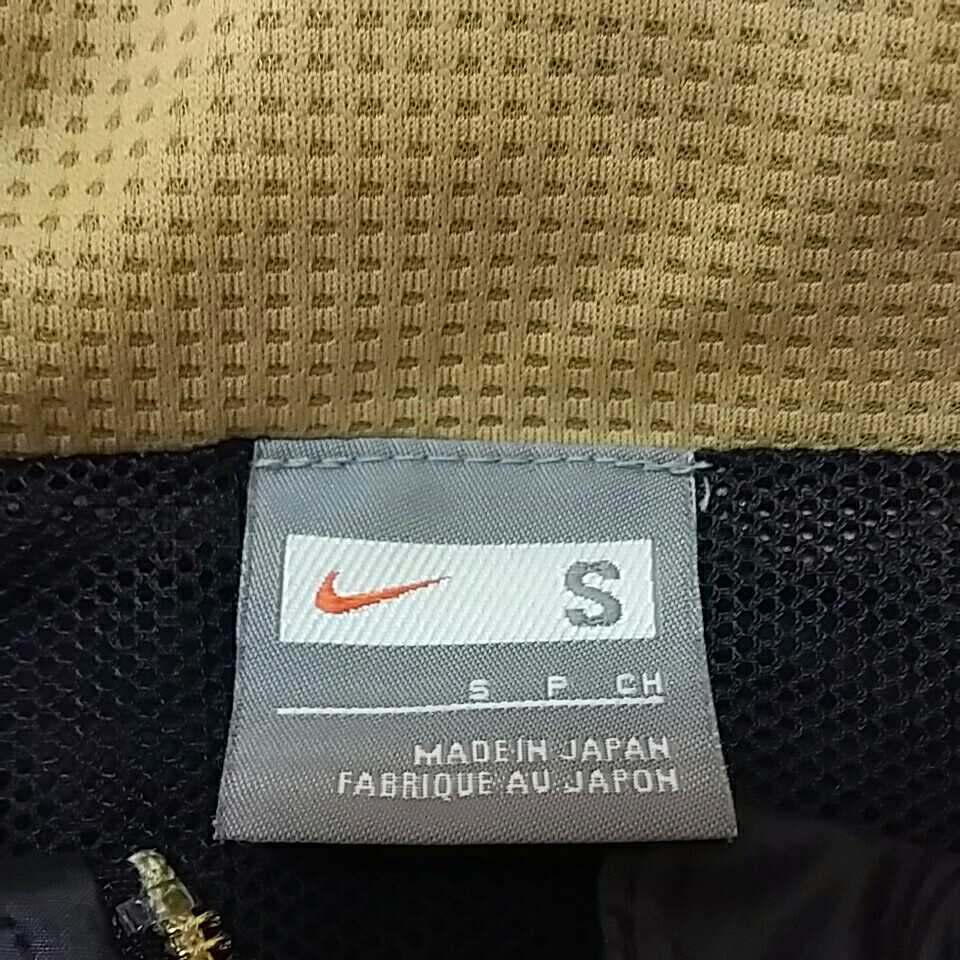 S
S P CH
MADE IN JAPAN
FABRIQUE AU JAPON